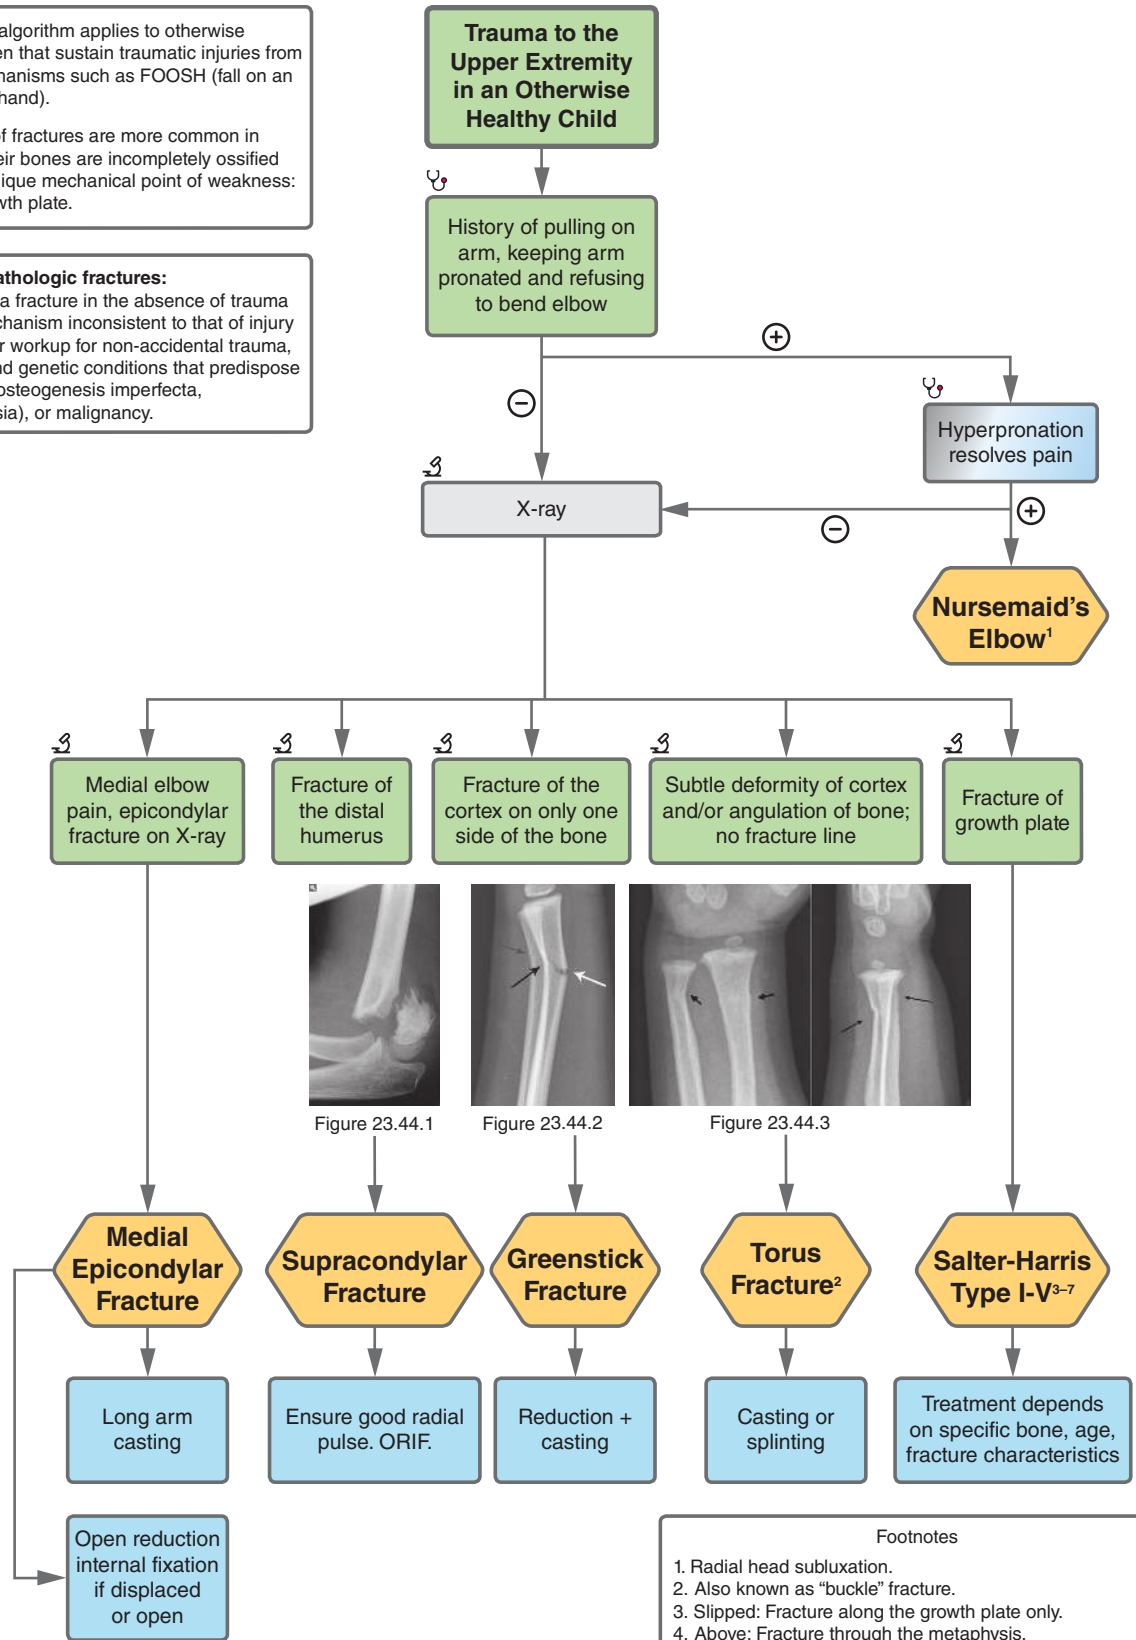 algorithm applies to otherwise
en that sustain traumatic injuries from
hanisms such as FOOSH (fall on an
hand).
of fractures are more common in
eir bones are incompletely ossified
ique mechanical point of weakness:
wth plate.
athologic fractures:
a fracture in the absence of trauma
chanism inconsistent to that of injury
r workup for non-accidental trauma,
nd genetic conditions that predispose
osteogenesis imperfecta,
sia), or malignancy.
Trauma to the
Upper Extremity
in an Otherwise
Healthy Child
History of pulling on
arm, keeping arm
pronated and refusing
to bend elbow
+
−
Hyperpronation
resolves pain
X-ray
−
+
Nursemaid's
Elbow¹
Medial elbow
pain, epicondylar
fracture on X-ray
Fracture of
the distal
humerus
Fracture of the
cortex on only one
side of the bone
Subtle deformity of cortex
and/or angulation of bone;
no fracture line
Fracture of
growth plate
Figure 23.44.1
Figure 23.44.2
Figure 23.44.3
Medial
Epicondylar
Fracture
Supracondylar
Fracture
Greenstick
Fracture
Torus
Fracture²
Salter-Harris
Type I-V³⁻⁷
Long arm
casting
Ensure good radial
pulse. ORIF.
Reduction +
casting
Casting or
splinting
Treatment depends
on specific bone, age,
fracture characteristics
Open reduction
internal fixation
if displaced
or open
Footnotes
1. Radial head subluxation.
2. Also known as "buckle" fracture.
3. Slipped: Fracture along the growth plate only.
4. Above: Fracture through the metaphysis.